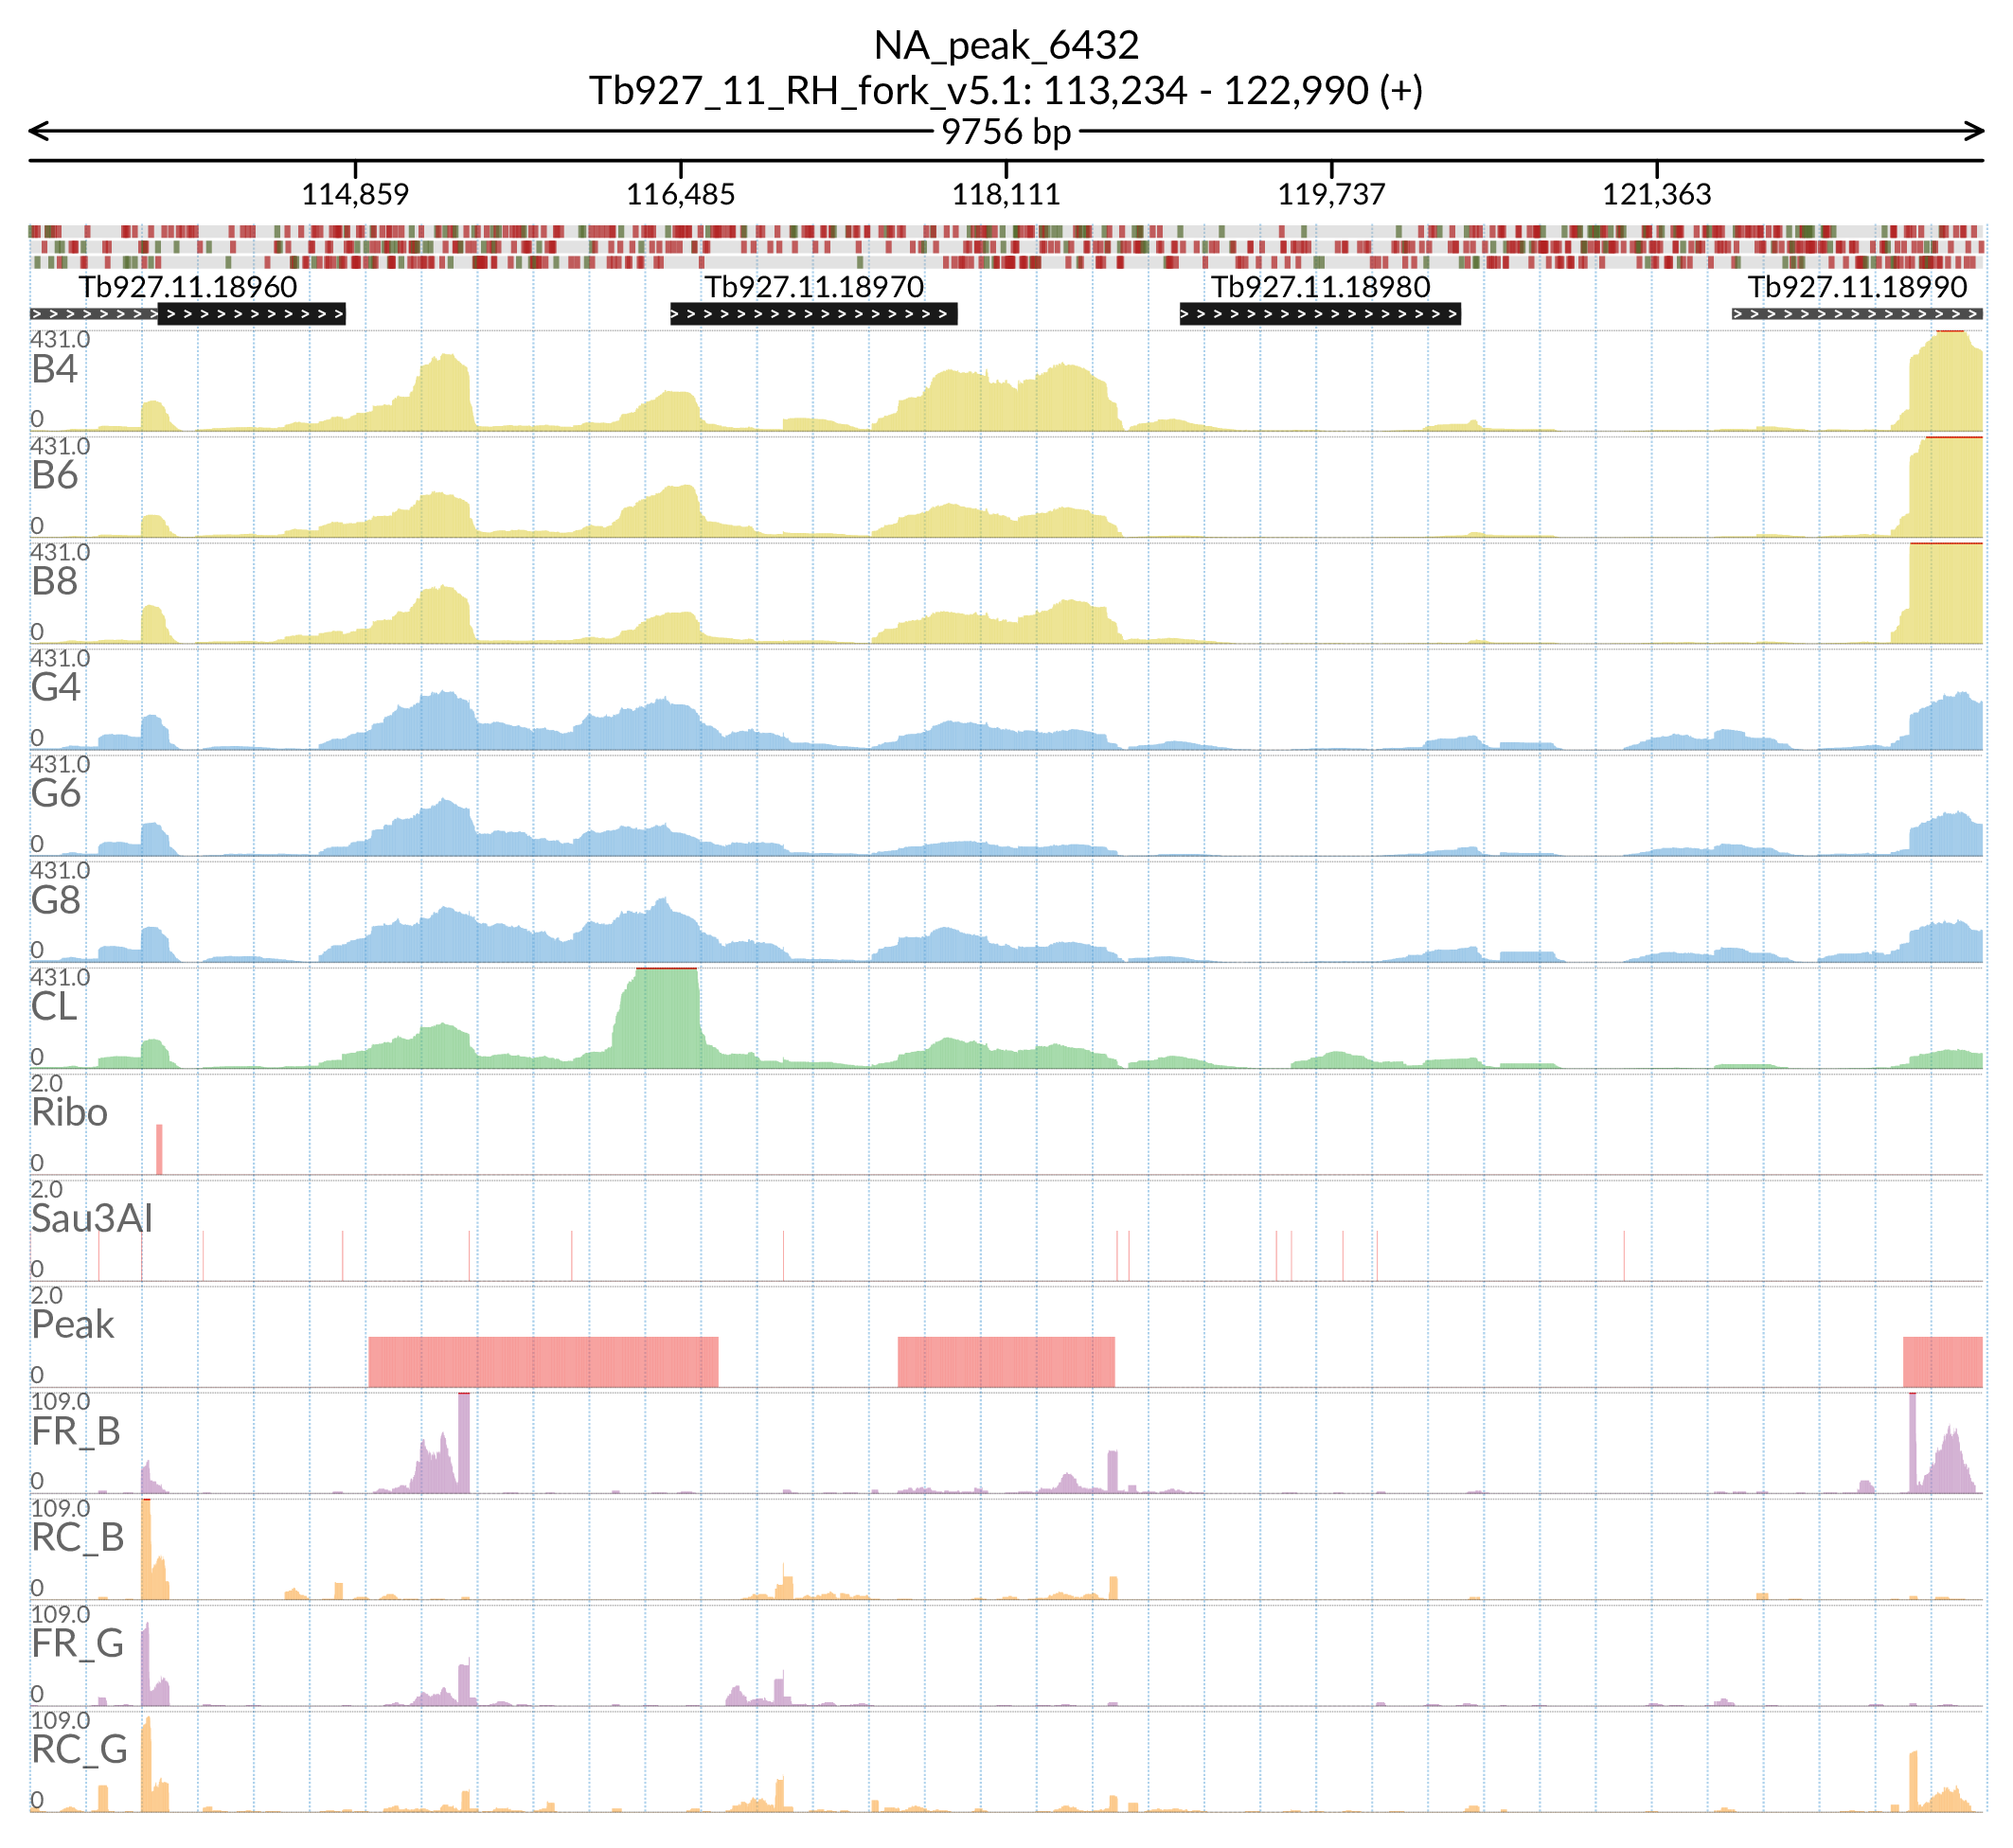 NA_peak_6432
Tb927_11_RH_fork_v5.1: 113,234 - 122,990 (+)
9756 bp
114,859 116,485 118,111 119,737 121,363
Tb927.11.18960 Tb927.11.18970 Tb927.11.18980 Tb927.11.18990
431.0
B4
0
431.0
B6
0
431.0
B8
0
431.0
G4
0
431.0
G6
0
431.0
G8
0
431.0
CL
0
2.0
Ribo
0
2.0
Sau3AI
0
2.0
Peak
0
109.0
FR_B
0
109.0
RC_B
0
109.0
FR_G
0
109.0
RC_G
0